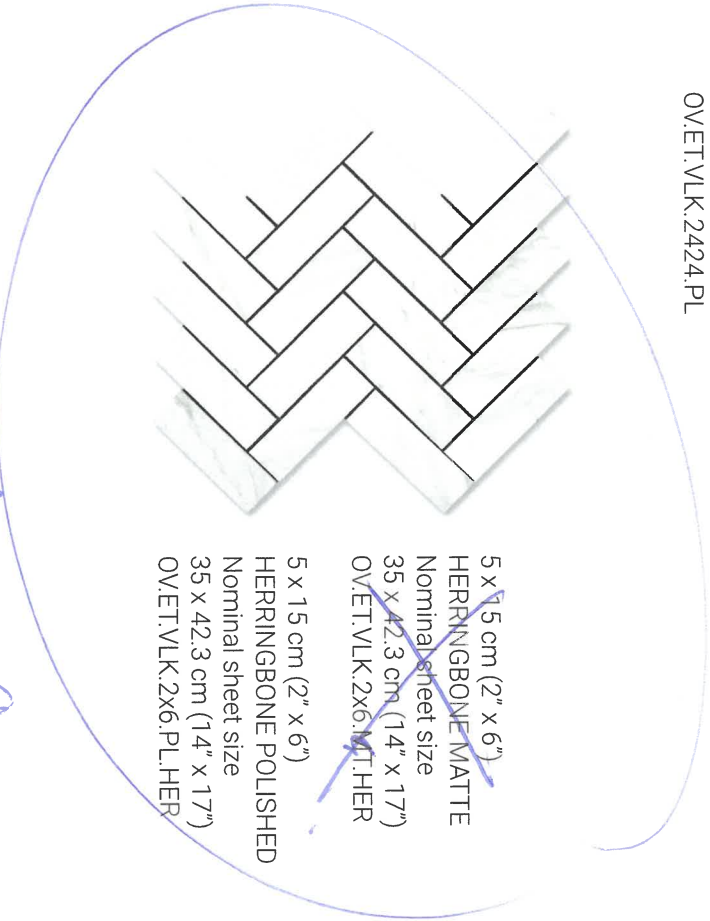 OV.ET.VLK.2424.PL
5 x 15 cm (2” x 6”)
HERRINGBONE MATTE
Nominal sheet size
35 x 42.3 cm (14” x 17”)
OV.ET.VLK.2x6.MT.HER
5 x 15 cm (2” x 6”)
HERRINGBONE POLISHED
Nominal sheet size
35 x 42.3 cm (14” x 17”)
OV.ET.VLK.2x6.PL.HER